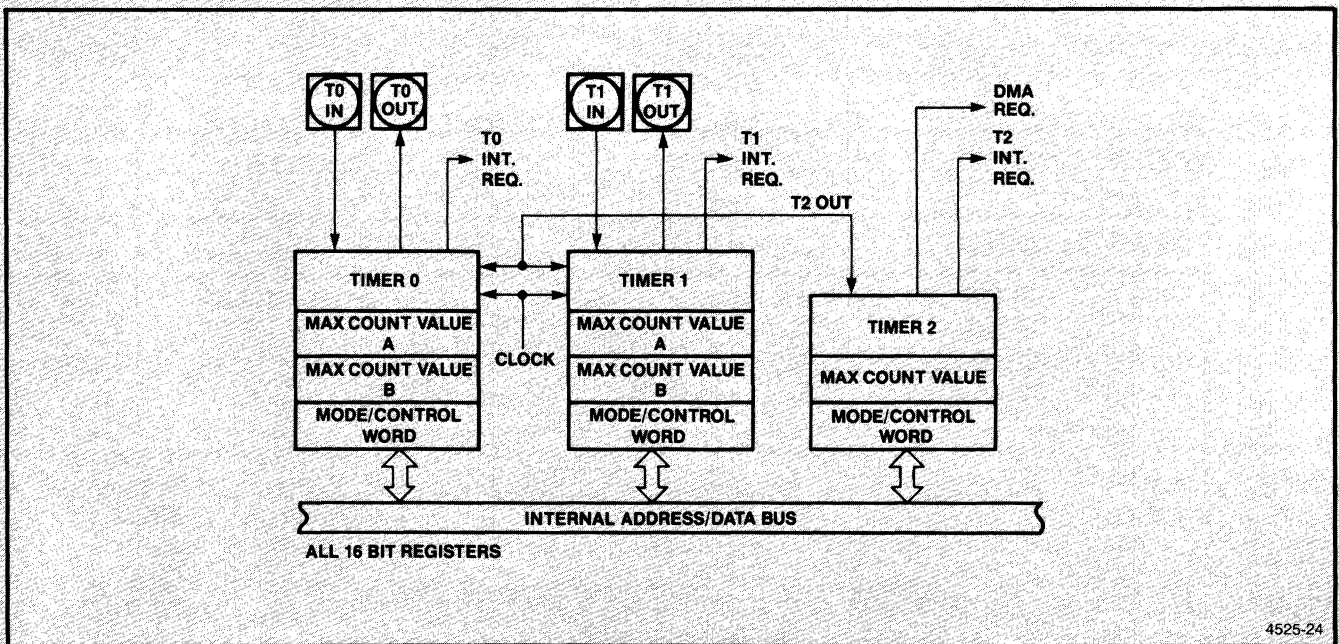 T0
IN
T0
OUT
T1
IN
T1
OUT
DMA
REQ.
T0
INT.
REQ.
T1
INT.
REQ.
T2
INT.
REQ.
T2 OUT
TIMER 0
MAX COUNT VALUE
A
MAX COUNT VALUE
B
MODE/CONTROL
WORD
CLOCK
TIMER 1
MAX COUNT VALUE
A
MAX COUNT VALUE
B
MODE/CONTROL
WORD
TIMER 2
MAX COUNT VALUE
MODE/CONTROL
WORD
INTERNAL ADDRESS/DATA BUS
ALL 16 BIT REGISTERS
4525-24